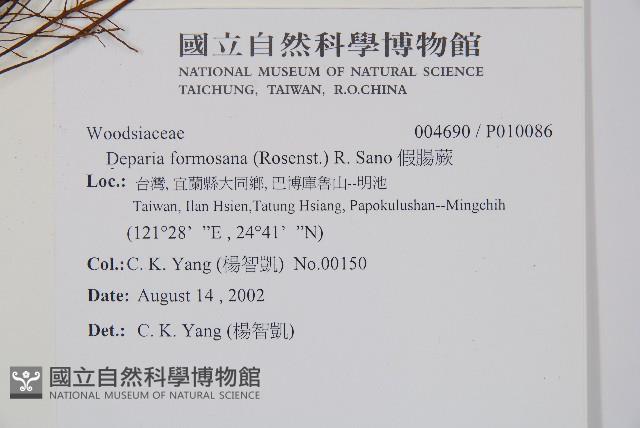 國立自然科學博物館
NATIONAL MUSEUM OF NATURAL SCIENCE
TAICHUNG, TAIWAN, R.O.CHINA
Woodsiaceae 004690 / P010086
Deparia formosana (Rosenst.) R. Sano 假腸蕨
Loc.: 台灣, 宜蘭縣大同鄉, 巴博庫魯山--明池
Taiwan, Ilan Hsien,Tatung Hsiang, Papokulushan--Mingchih
(121°28’ ”E , 24°41’ ”N)
Col.:C. K. Yang (楊智凱) No.00150
Date: August 14 , 2002
Det.: C. K. Yang (楊智凱)
國立自然科學博物館
NATIONAL MUSEUM OF NATURAL SCIENCE